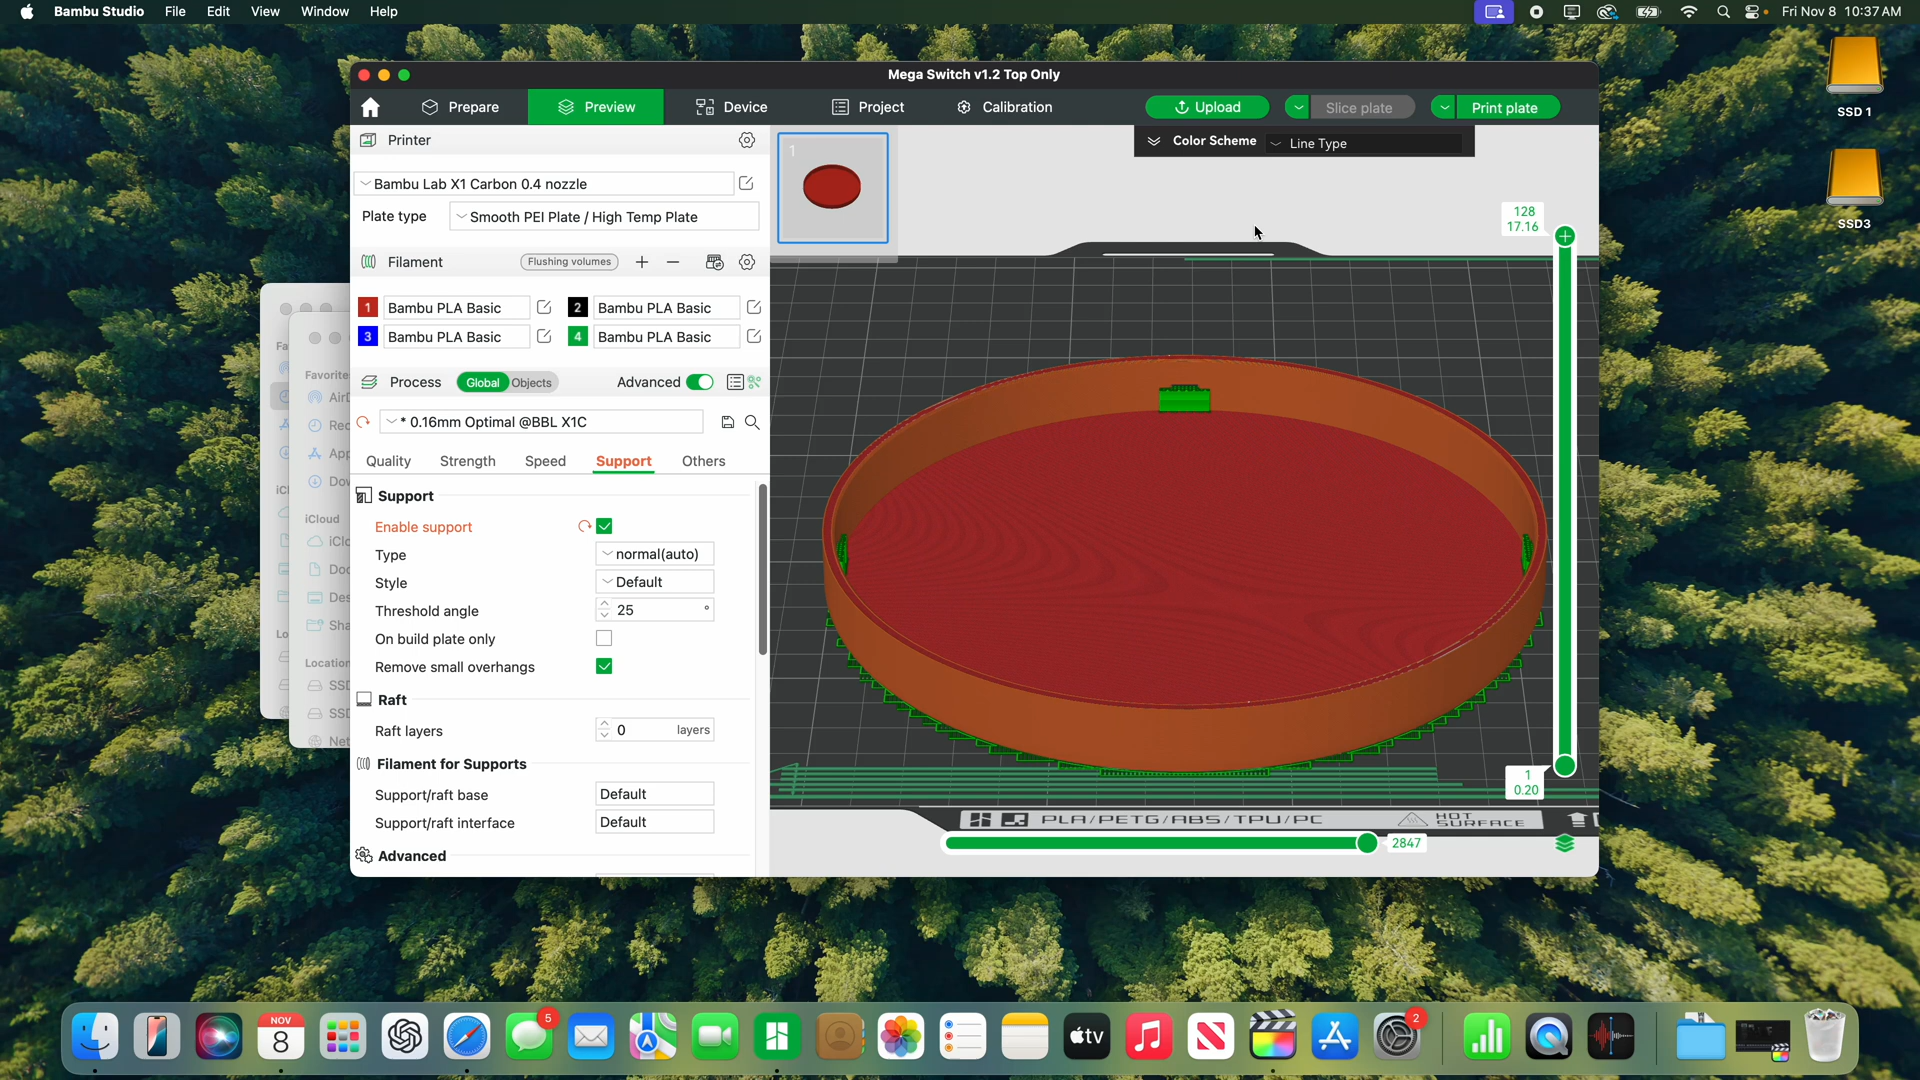 Bambu Studio File Edit View Window Help
Fri Nov 8 10:37 AM
SSD 1
SSD3
Mega Switch v1.2 Top Only
Prepare Preview Device Project Calibration Upload Slice plate Print plate
Printer
Color Scheme Line Type
1
Bambu Lab X1 Carbon 0.4 nozzle
Plate type Smooth PEI Plate / High Temp Plate
128
17.16
Filament Flushing volumes
1 Bambu PLA Basic 2 Bambu PLA Basic
3 Bambu PLA Basic 4 Bambu PLA Basic
Process Global Objects Advanced
* 0.16mm Optimal @BBL X1C
Quality Strength Speed Support Others
Support
Enable support
Type normal(auto)
Style Default
Threshold angle 25 °
On build plate only
Remove small overhangs
Raft
Raft layers 0 layers
Filament for Supports
Support/raft base Default
Support/raft interface Default
Advanced
1
0.20
PLA/PETG/ABS/TPU/PC
HOT SURFACE
2847
Favorite
iCloud
Location
NOV
8
5
tv
2